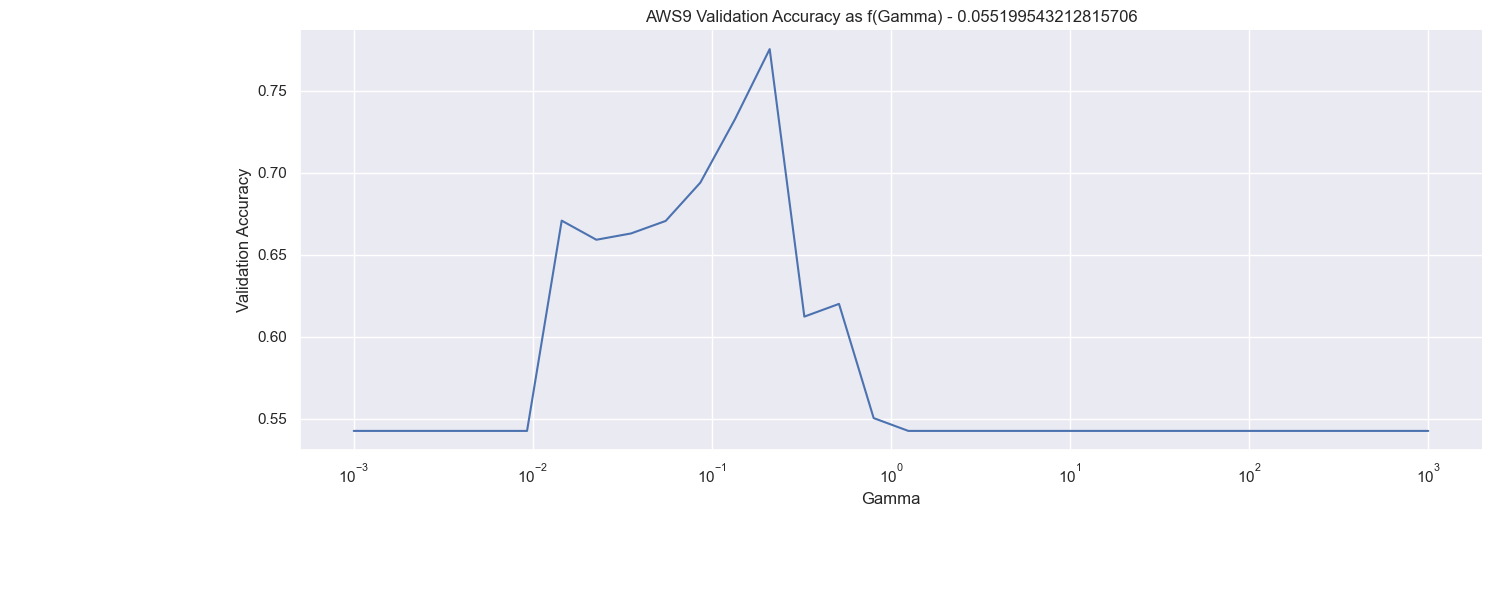 AWS9 Validation Accuracy as f(Gamma) - 0.055199543212815706
Validation Accuracy
0.75
0.70
0.65
0.60
0.55
10⁻³ 10⁻² 10⁻¹ 10⁰ 10¹ 10² 10³
Gamma